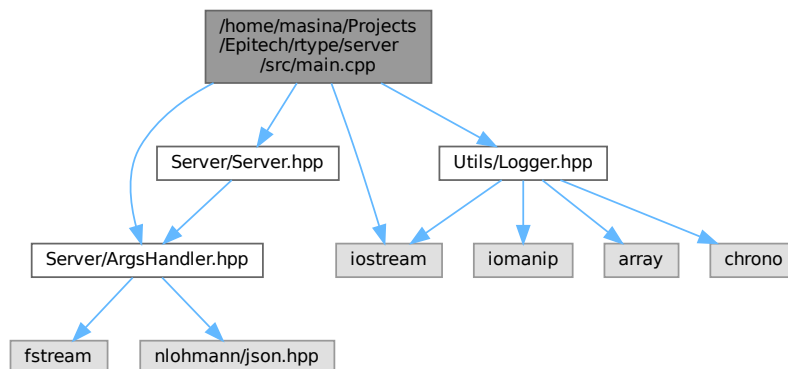 /home/masina/Projects
/Epitech/rtype/server
/src/main.cpp
Server/Server.hpp
Utils/Logger.hpp
Server/ArgsHandler.hpp
iostream
iomanip
array
chrono
fstream
nlohmann/json.hpp